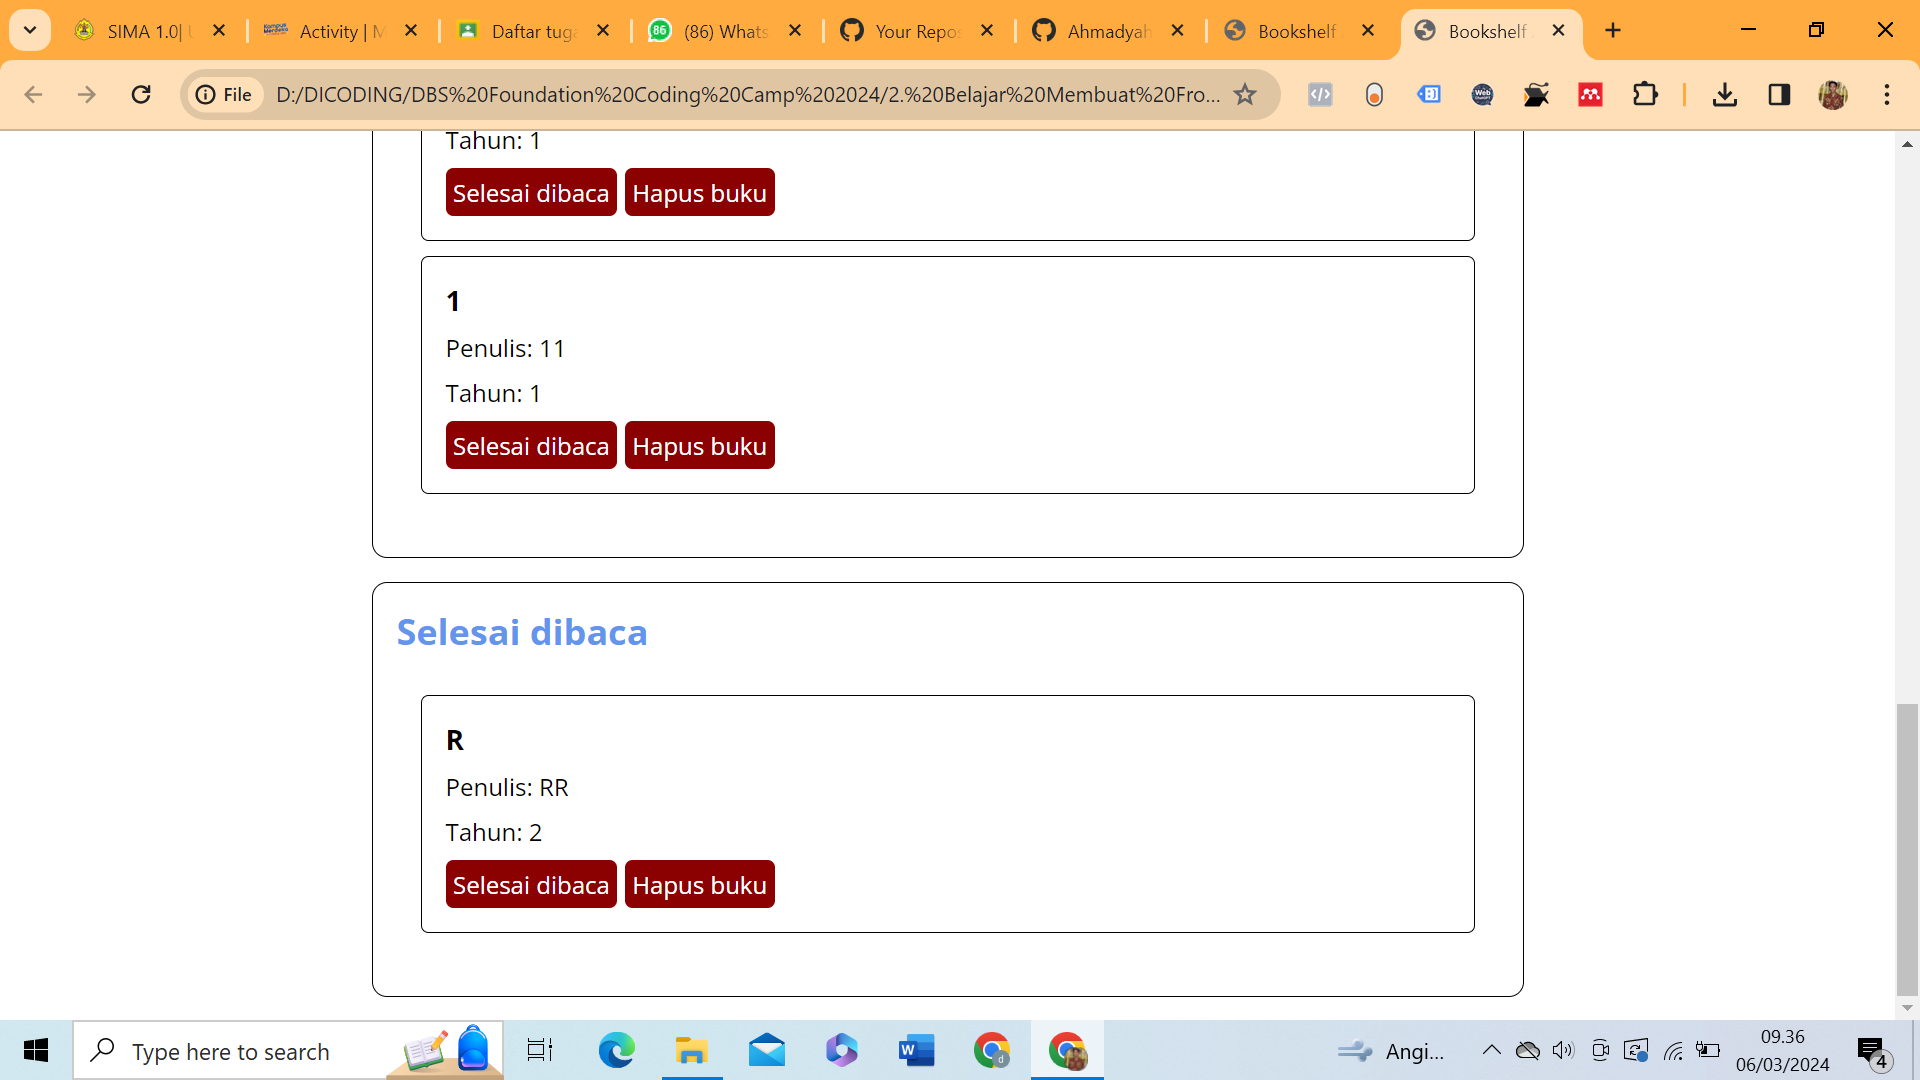 SIMA 1.0|
Activity | M
Daftar tuga
86
(86) Whats
Your Repos
Ahmadyah
Bookshelf
Bookshelf
File
D:/DICODING/DBS%20Foundation%20Coding%20Camp%202024/2.%20Belajar%20Membuat%20Fro...
Tahun: 1
Selesai dibaca Hapus buku
1
Penulis: 11
Tahun: 1
Selesai dibaca Hapus buku
Selesai dibaca
R
Penulis: RR
Tahun: 2
Selesai dibaca Hapus buku
Type here to search
Angi...
09.36
06/03/2024
4